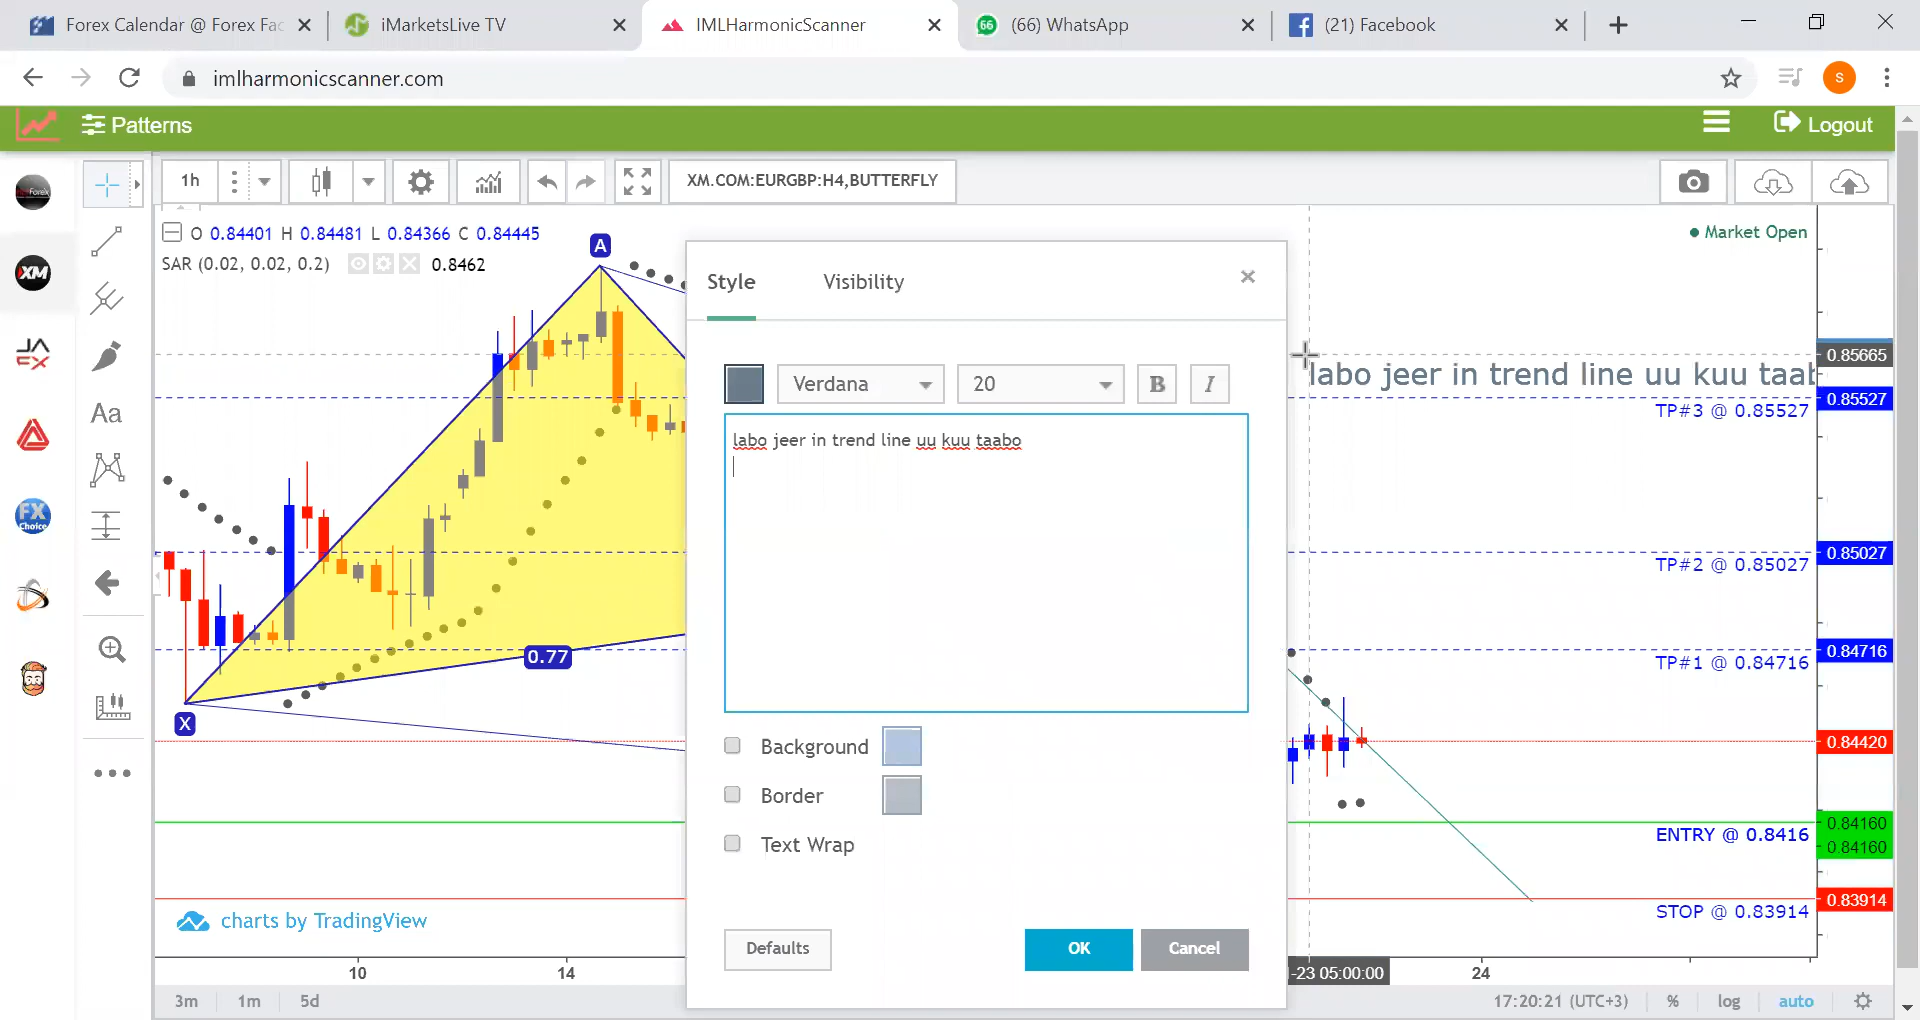 Forex Calendar @ Forex Fac
iMarketsLive TV
IMLHarmonicScanner
66
(66) WhatsApp
(21) Facebook
imlharmonicscanner.com
s
Patterns
Logout
1h
XM.COM:EURGBP:H4,BUTTERFLY
O 0.84401 H 0.84481 L 0.84366 C 0.84445
SAR (0.02, 0.02, 0.2) 0.8462
Market Open
XM
JAFX
Aa
FX Choice
A
X
0.77
Style
Visibility
Verdana
20
B
I
labo jeer in trend line uu kuu taabo
Background
Border
Text Wrap
Defaults
OK
Cancel
labo jeer in trend line uu kuu taab
0.85665
0.85527
TP#3 @ 0.85527
0.85027
TP#2 @ 0.85027
0.84716
TP#1 @ 0.84716
0.84420
0.84160
ENTRY @ 0.8416
0.84160
0.83914
STOP @ 0.83914
charts by TradingView
10
14
-23 05:00:00
24
3m
1m
5d
17:20:21 (UTC+3)
%
log
auto